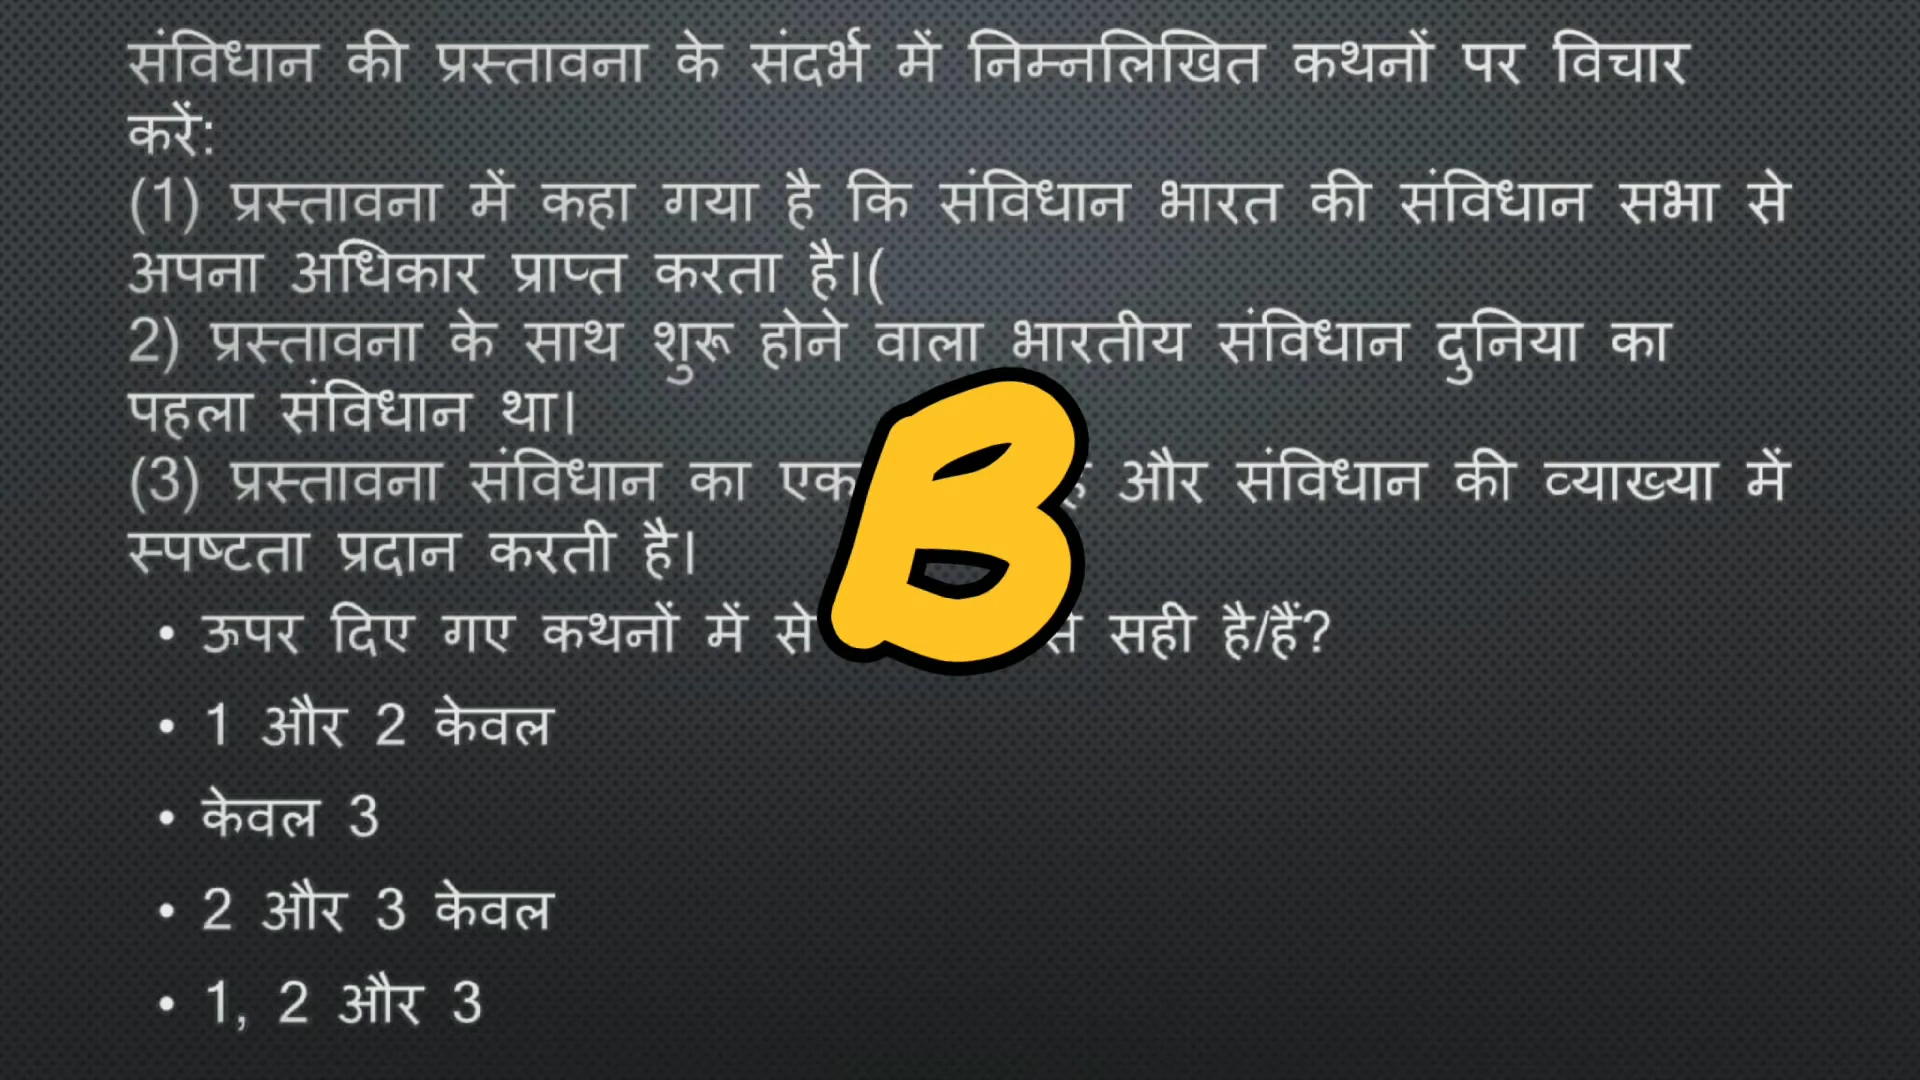 संविधान की प्रस्तावना के संदर्भ में निम्नलिखित कथनों पर विचार
करें:
(1) प्रस्तावना में कहा गया है कि संविधान भारत की संविधान सभा से
अपना अधिकार प्राप्त करता है।(
2) प्रस्तावना के साथ शुरू होने वाला भारतीय संविधान दुनिया का
पहला संविधान था।
(3) प्रस्तावना संविधान का एक और संविधान की व्याख्या में
स्पष्टता प्रदान करती है।
B
• ऊपर दिए गए कथनों में से सही है/हैं?
• 1 और 2 केवल
• केवल 3
• 2 और 3 केवल
• 1, 2 और 3